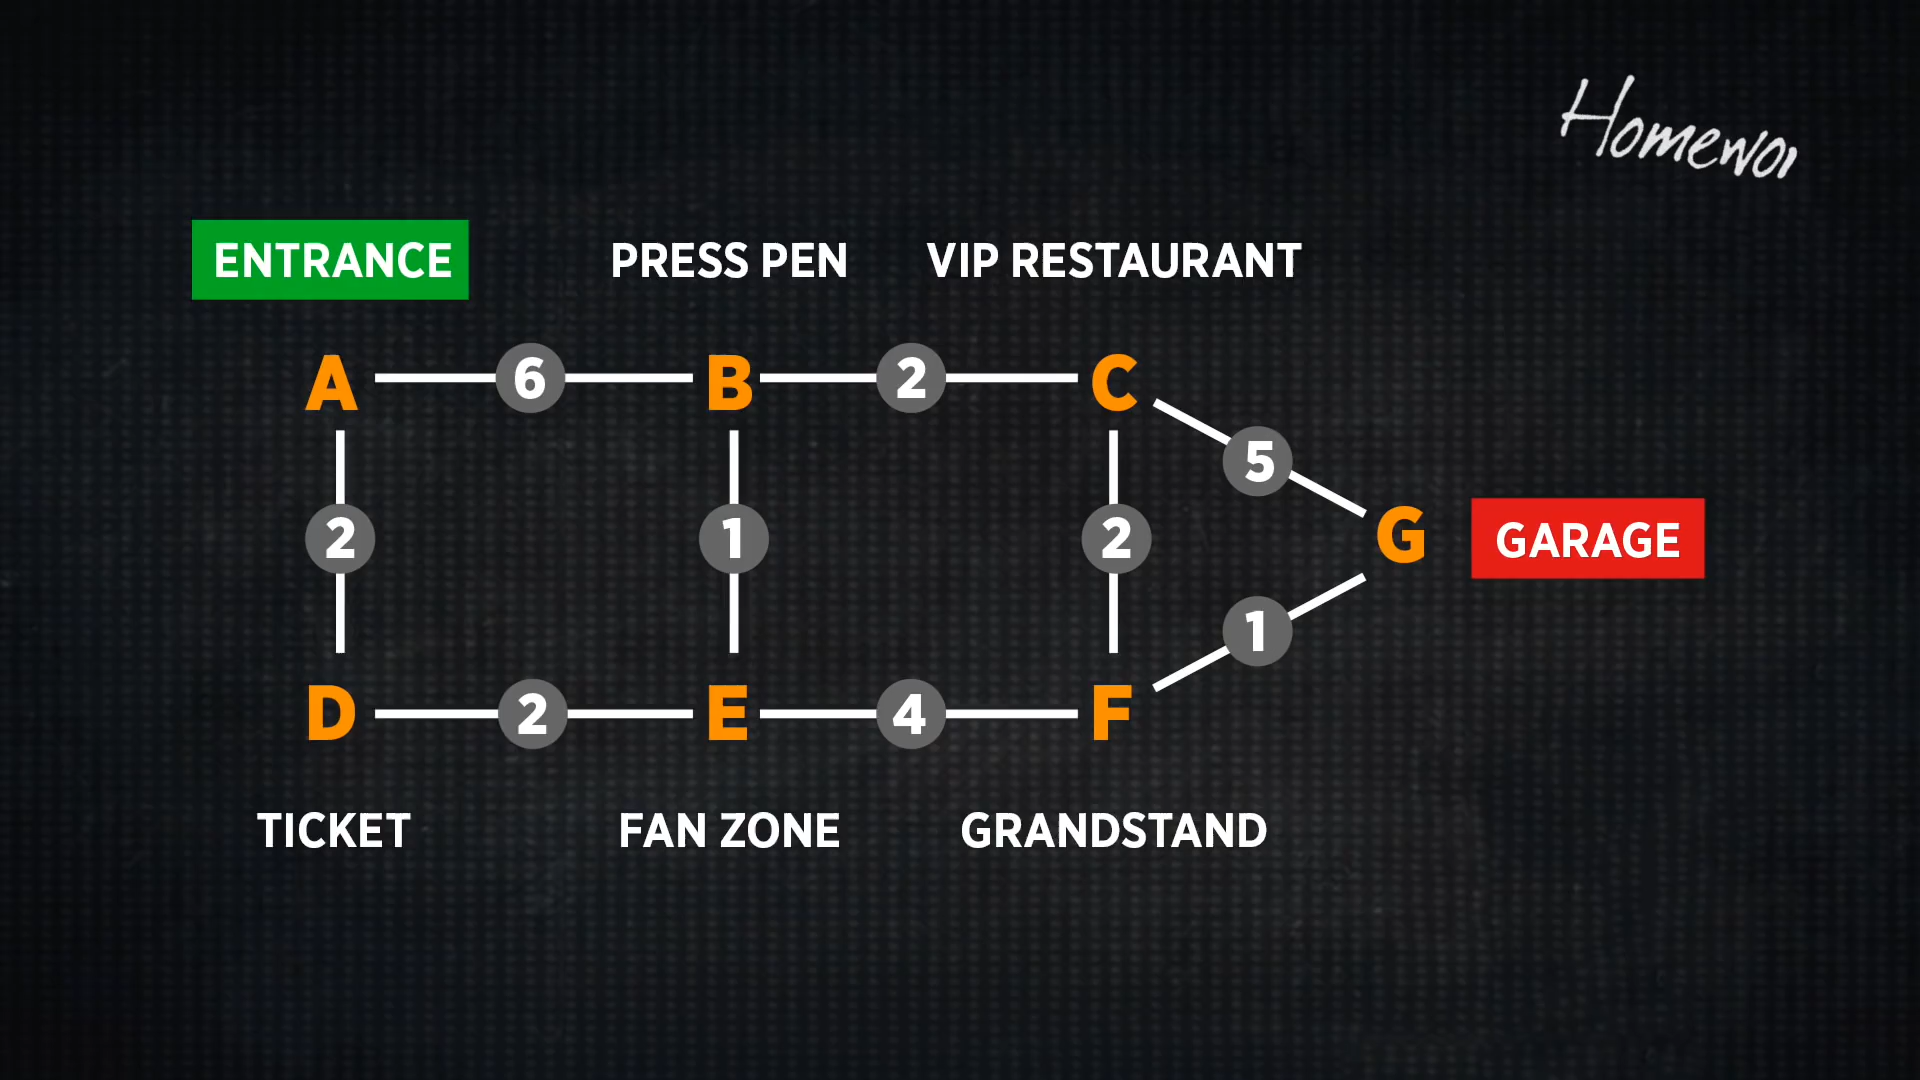 Homewor
ENTRANCE PRESS PEN VIP RESTAURANT
A 6 B 2 C
5
2 1 2 G GARAGE
1
D 2 E 4 F
TICKET FAN ZONE GRANDSTAND